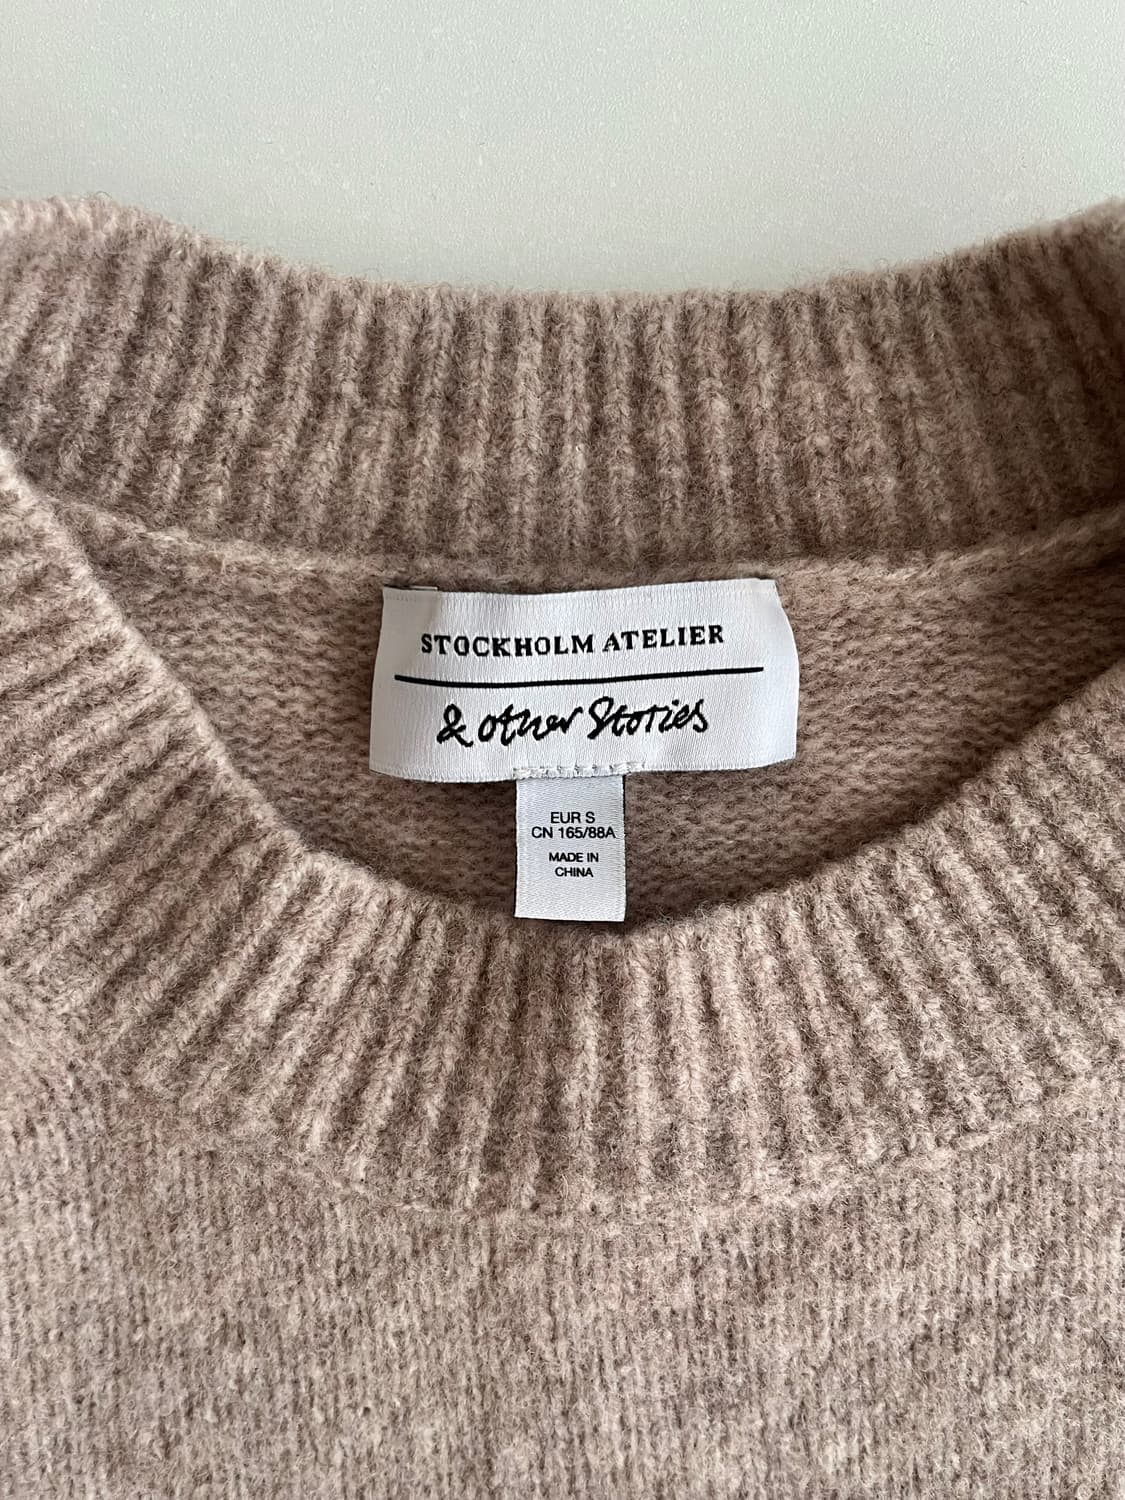 STOCKHOLM ATELIER
& other Stories
EUR S
CN 165/88A
MADE IN
CHINA